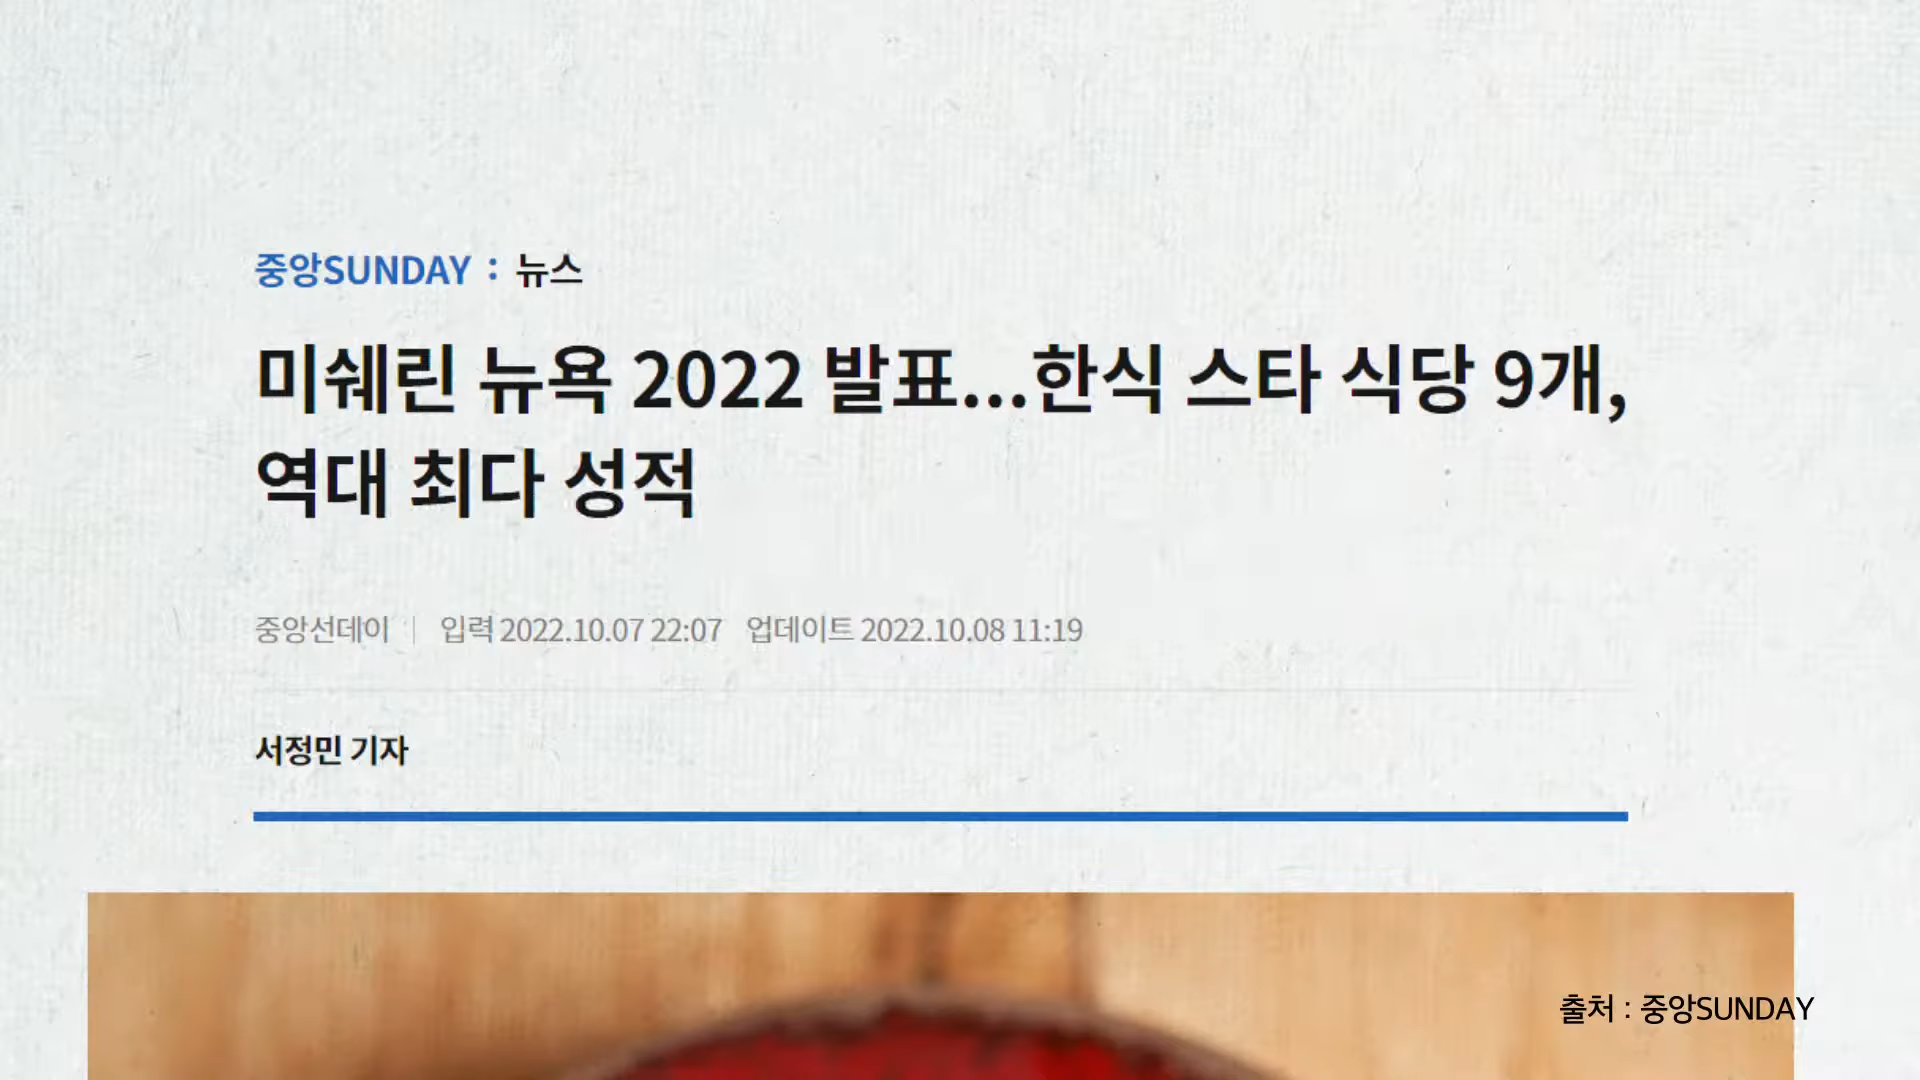 중앙SUNDAY : 뉴스
미쉐린 뉴욕 2022 발표...한식 스타 식당 9개,
역대 최다 성적
중앙선데이 | 입력 2022.10.07 22:07 업데이트 2022.10.08 11:19
서정민 기자
출처 : 중앙SUNDAY